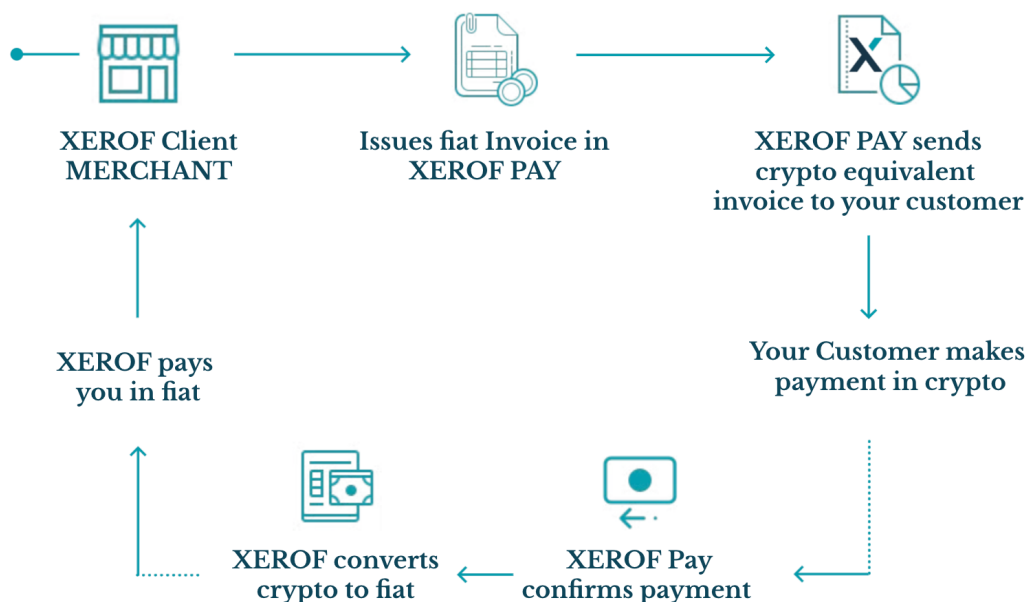 XEROF Client
MERCHANT
Issues fiat Invoice in
XEROF PAY
X
XEROF PAY sends
crypto equivalent
invoice to your customer
Your Customer makes
payment in crypto
XEROF Pay
confirms payment
XEROF converts
crypto to fiat
XEROF pays
you in fiat